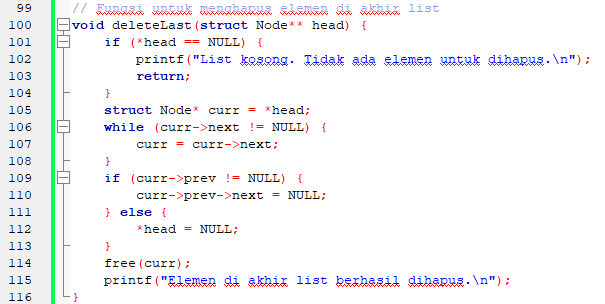 99 // Fungsi untuk menghapus elemen di akhir list
100 void deleteLast(struct Node** head) {
101 if (*head == NULL) {
102 printf("List kosong. Tidak ada elemen untuk dihapus.\n");
103 return;
104 }
105 struct Node* curr = *head;
106 while (curr->next != NULL) {
107 curr = curr->next;
108 }
109 if (curr->prev != NULL) {
110 curr->prev->next = NULL;
111 } else {
112 *head = NULL;
113 }
114 free(curr);
115 printf("Elemen di akhir list berhasil dihapus.\n");
116 }